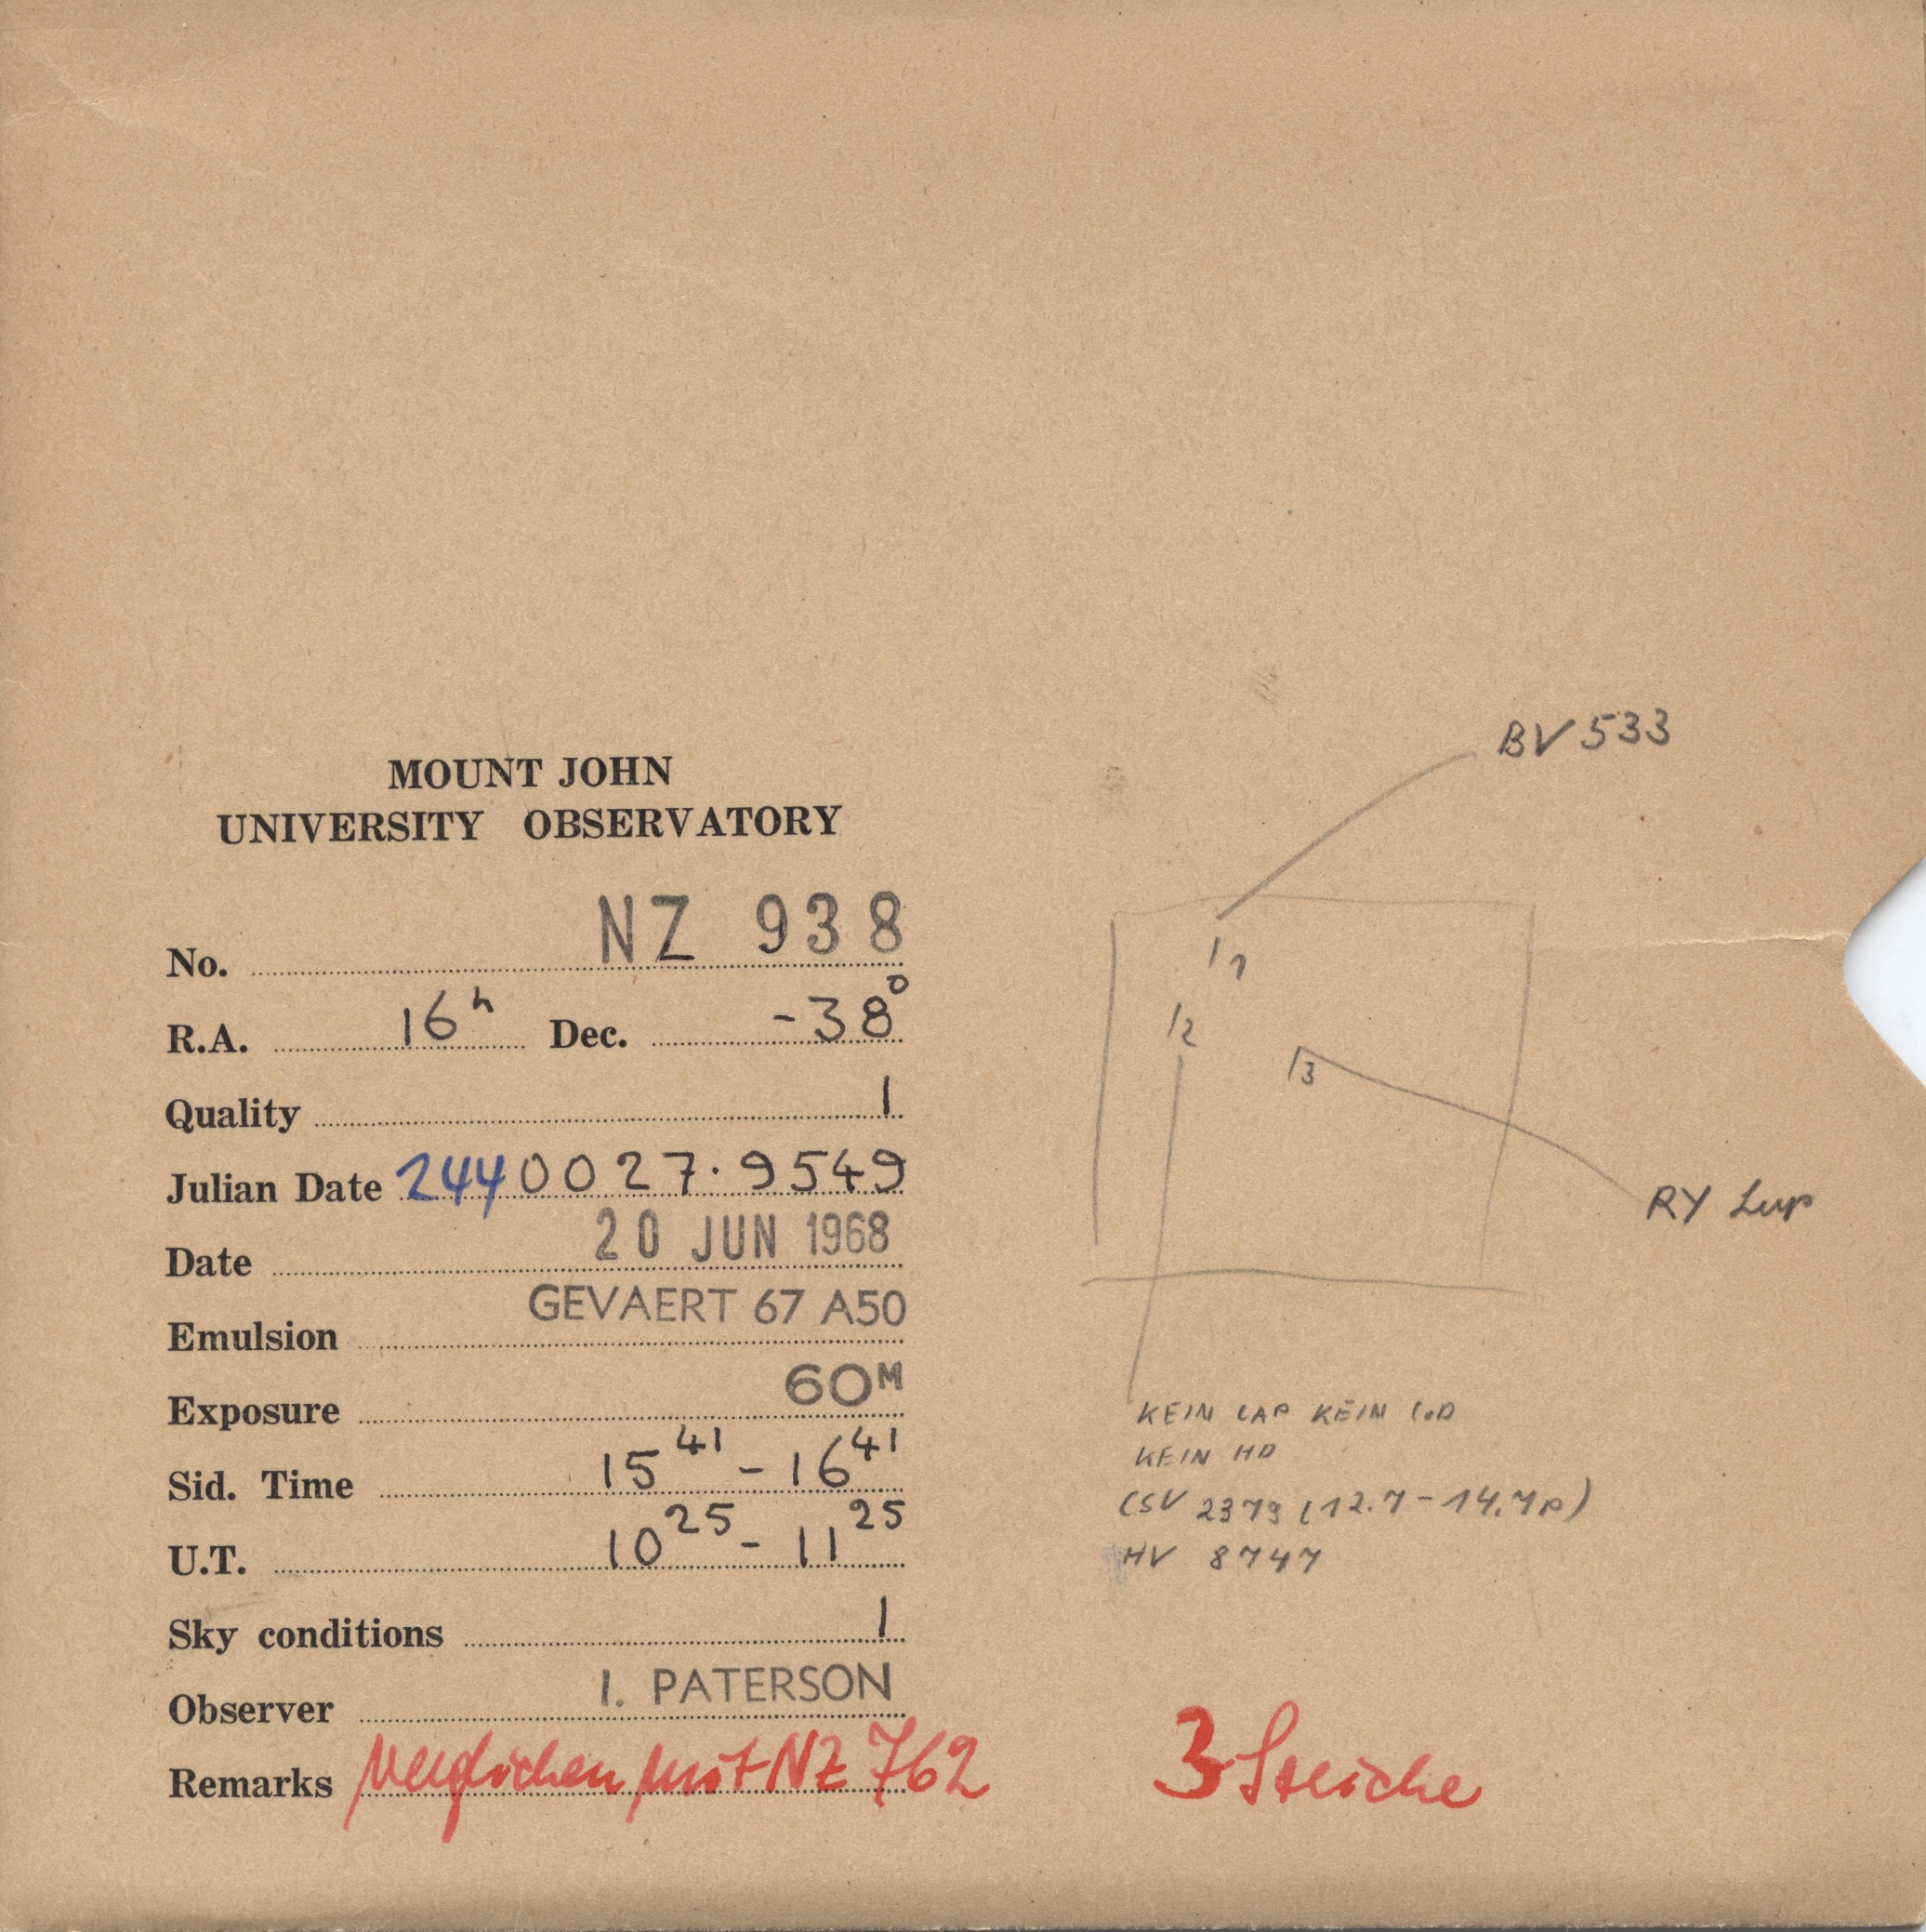 MOUNT JOHN
UNIVERSITY OBSERVATORY
No. NZ 938
R.A. 16h Dec. -38°
Quality 1
Julian Date 2440027.9549
Date 20 JUN 1968
Emulsion GEVAERT 67 A50
Exposure 60M
Sid. Time 15 41 - 16 41
U.T. 10 25 - 11 25
Sky conditions 1
Observer I. PATERSON
Remarks Verglichen mit NZ 762
BV 533
1
2
3
RY Lup
KEIN CAP KEIN CoD
KEIN HD
CSV 2379 (12.7-14.7p)
HV 8747
3 Striche